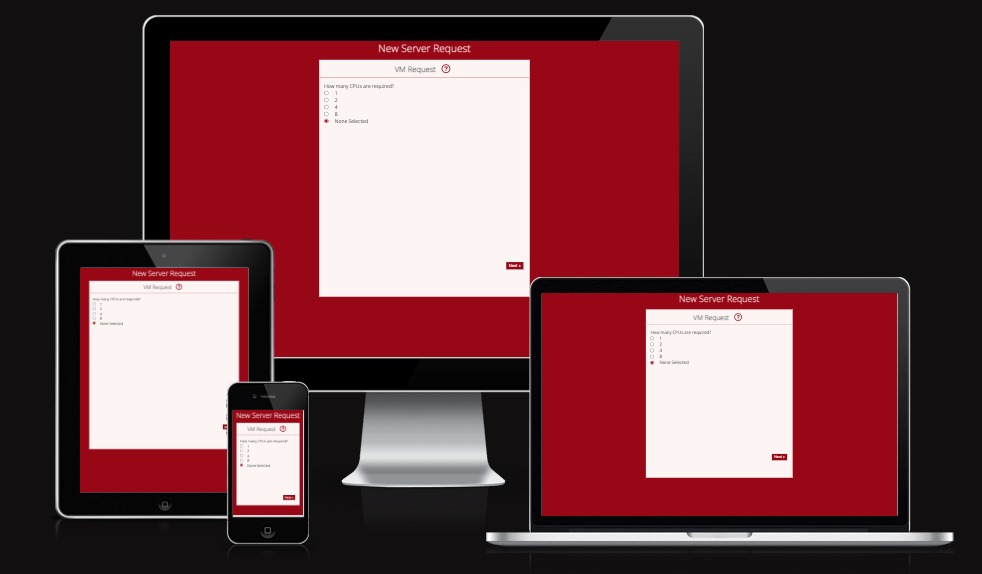 New Server Request
VM Request ?
How many CPUs are required?
1
2
4
8
None Selected
Next »
New Server Request
VM Request ?
How many CPUs are required?
1
2
4
8
None Selected
New Server Request
VM Request ?
How many CPUs are required?
1
2
4
8
None Selected
Next »
New Server Request
VM Request ?
How many CPUs are required?
1
2
4
8
None Selected
Next »